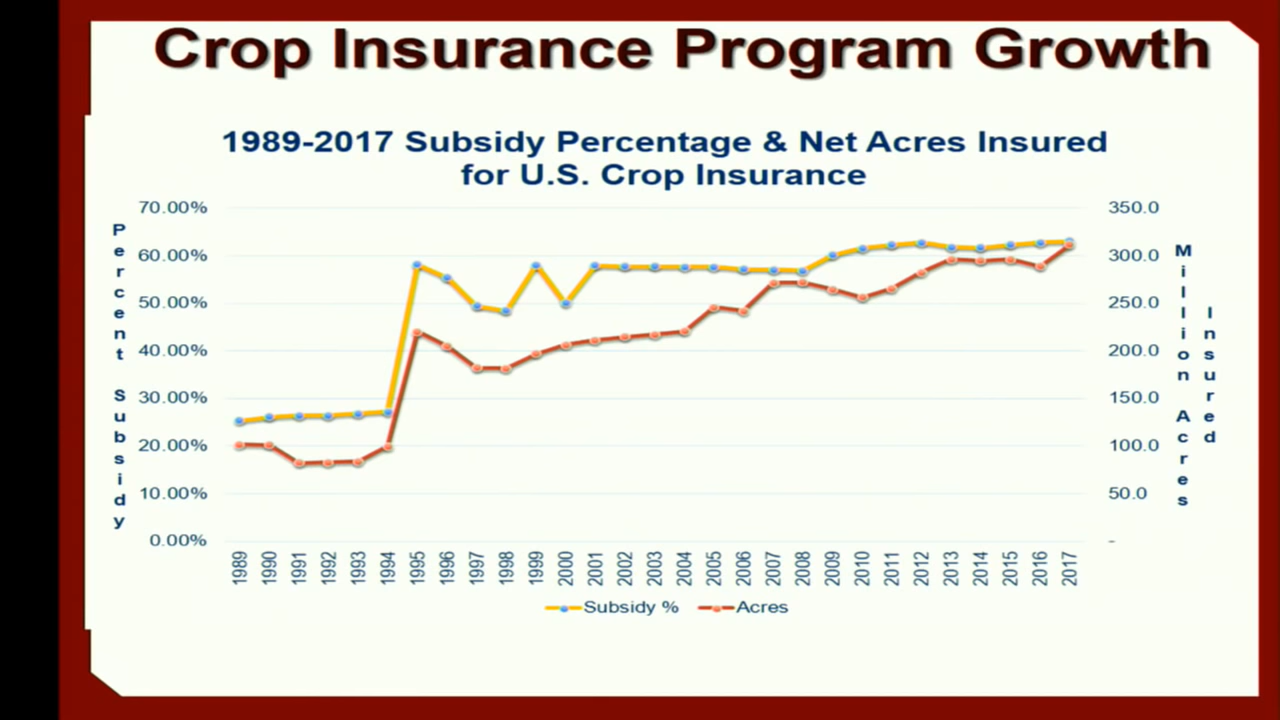 Crop Insurance Program Growth
1989-2017 Subsidy Percentage & Net Acres Insured
for U.S. Crop Insurance
Percent Subsidy
70.00%
60.00%
50.00%
40.00%
30.00%
20.00%
10.00%
0.00%
350.0
300.0
250.0
200.0
150.0
100.0
50.0
-
Million Acres
Insured
1989 1990 1991 1992 1993 1994 1995 1996 1997 1998 1999 2000 2001 2002 2003 2004 2005 2006 2007 2008 2009 2010 2011 2012 2013 2014 2015 2016 2017
Subsidy % Acres